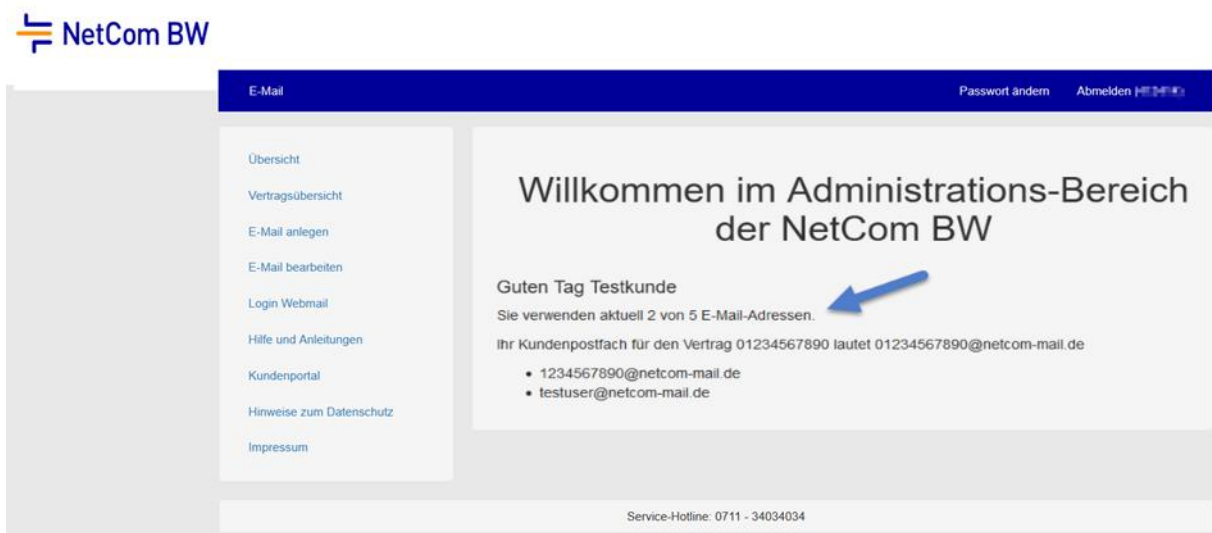 NetCom BW
E-Mail
Passwort ändern
Abmelden
Übersicht
Vertragsübersicht
E-Mail anlegen
E-Mail bearbeiten
Login Webmail
Hilfe und Anleitungen
Kundenportal
Hinweise zum Datenschutz
Impressum
Willkommen im Administrations-Bereich
der NetCom BW
Guten Tag Testkunde
Sie verwenden aktuell 2 von 5 E-Mail-Adressen.
Ihr Kundenpostfach für den Vertrag 01234567890 lautet 01234567890@netcom-mail.de
• 1234567890@netcom-mail.de
• testuser@netcom-mail.de
Service-Hotline: 0711 - 34034034